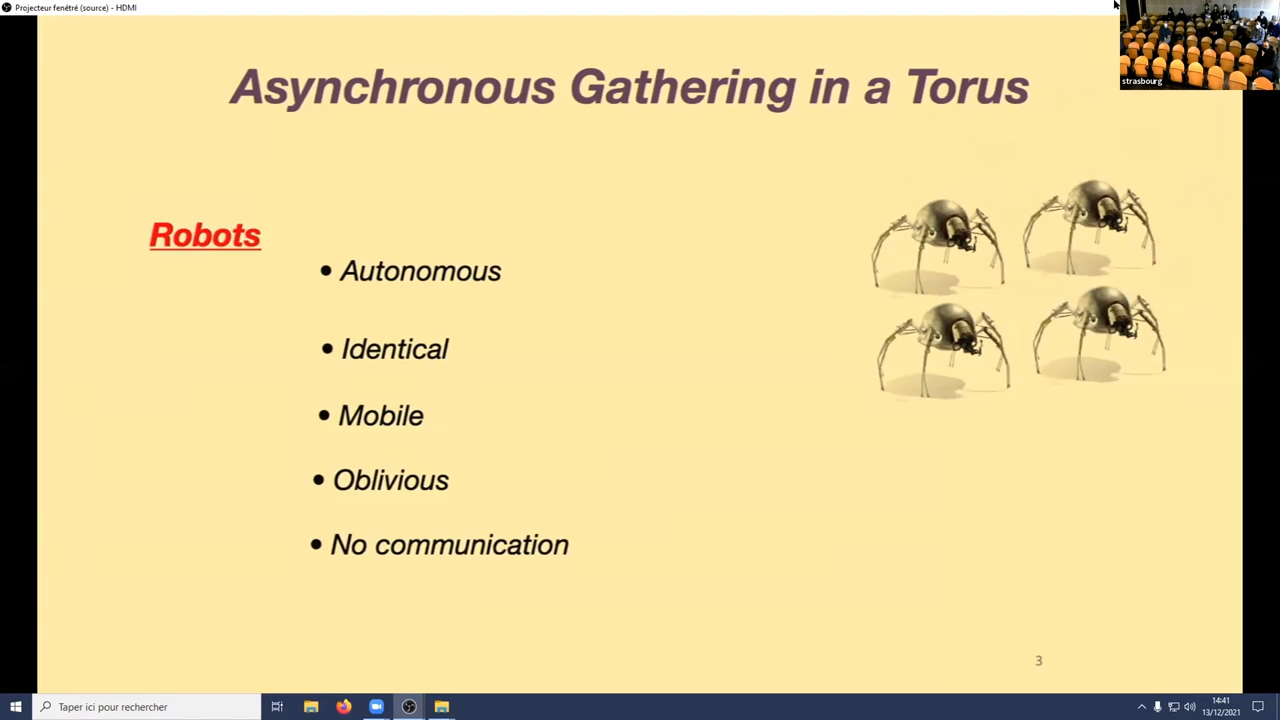 Projecteur fenêtré (source) - HDMI
strasbourg
Asynchronous Gathering in a Torus
Robots
• Autonomous
• Identical
• Mobile
• Oblivious
• No communication
3
Taper ici pour rechercher
14:41
13/12/2021